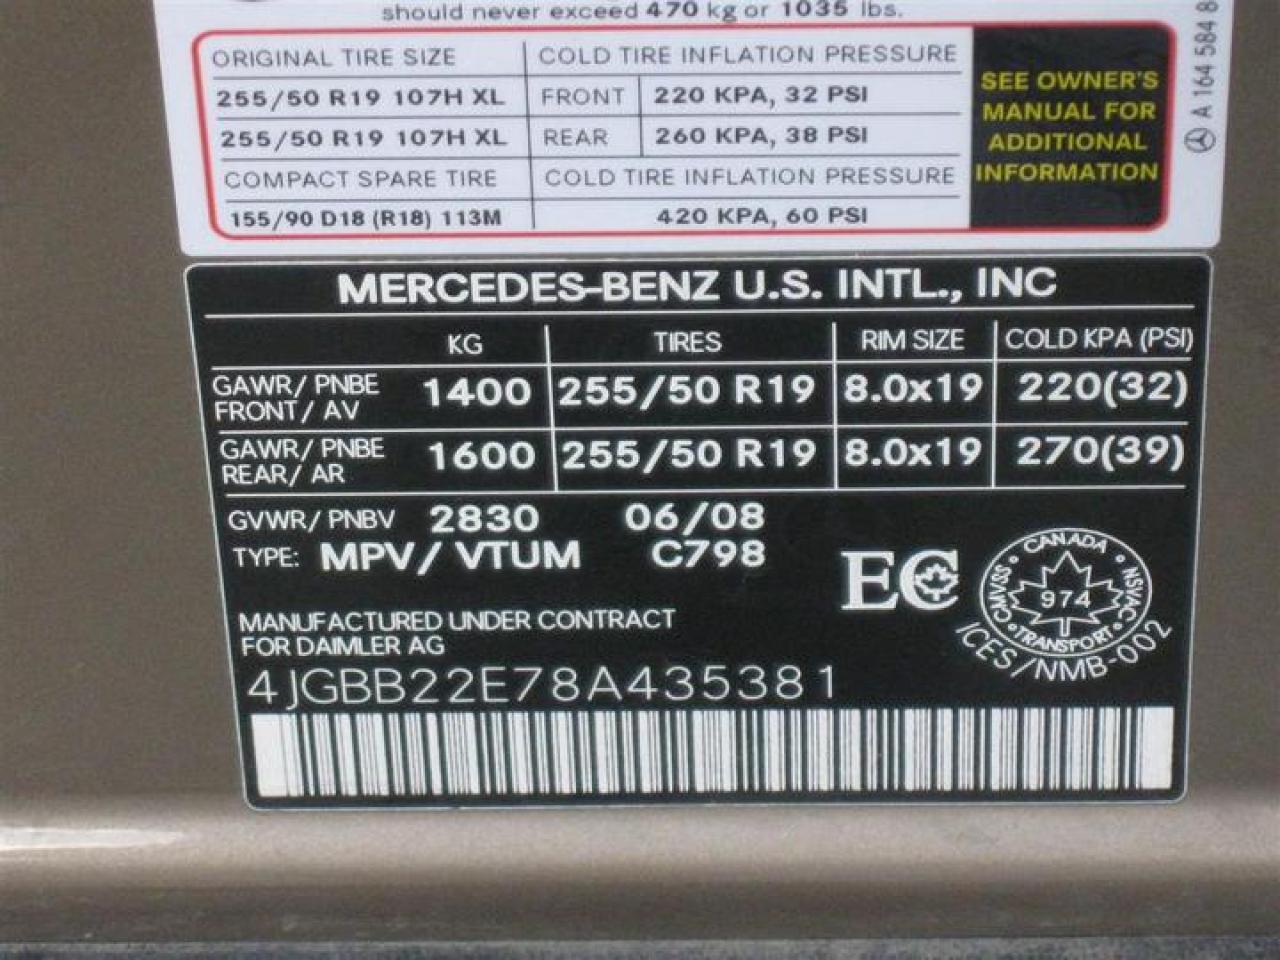 should never exceed 470 kg or 1035 lbs.
ORIGINAL TIRE SIZE COLD TIRE INFLATION PRESSURE
255/50 R19 107H XL FRONT 220 KPA, 32 PSI
255/50 R19 107H XL REAR 260 KPA, 38 PSI
COMPACT SPARE TIRE COLD TIRE INFLATION PRESSURE
155/90 D18 (R18) 113M 420 KPA, 60 PSI
SEE OWNER'S
MANUAL FOR
ADDITIONAL
INFORMATION
A 164 584 8
MERCEDES-BENZ U.S. INTL., INC
KG TIRES RIM SIZE COLD KPA (PSI)
GAWR/ PNBE
FRONT/ AV 1400 255/50 R19 8.0x19 220(32)
GAWR/ PNBE
REAR/ AR 1600 255/50 R19 8.0x19 270(39)
GVWR/ PNBV 2830 06/08
TYPE: MPV/ VTUM C798
EC
CANADA
CMVSS NSVAC
974
TRANSPORT
ICES/NMB-002
MANUFACTURED UNDER CONTRACT
FOR DAIMLER AG
4JGBB22E78A435381